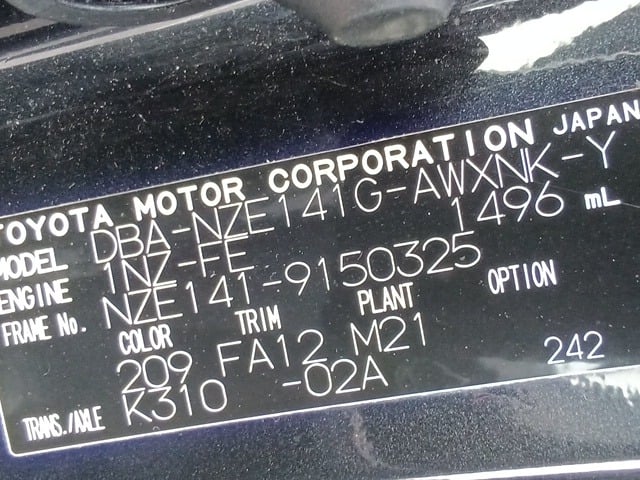 TOYOTA MOTOR CORPORATION JAPAN
MODEL DBA-NZE141G-AWXNK-Y
ENGINE 1NZ-FE 1496 mL
FRAME No. NZE141-9150325
COLOR TRIM PLANT OPTION
209 FA12 M21
TRANS./AXLE K310 -02A 242